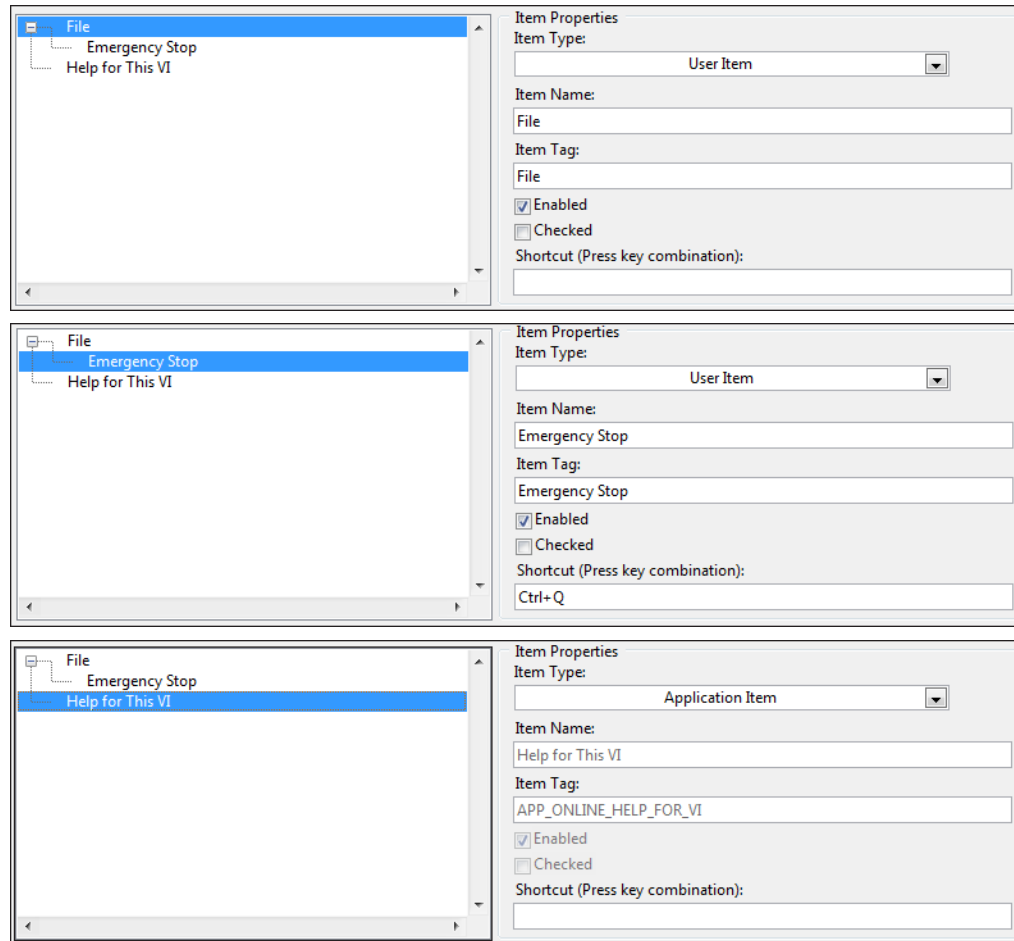 File
Emergency Stop
Help for This VI
Item Properties
Item Type:
User Item
Item Name:
File
Item Tag:
File
Enabled
Checked
Shortcut (Press key combination):
File
Emergency Stop
Help for This VI
Item Properties
Item Type:
User Item
Item Name:
Emergency Stop
Item Tag:
Emergency Stop
Enabled
Checked
Shortcut (Press key combination):
Ctrl+Q
File
Emergency Stop
Help for This VI
Item Properties
Item Type:
Application Item
Item Name:
Help for This VI
Item Tag:
APP_ONLINE_HELP_FOR_VI
Enabled
Checked
Shortcut (Press key combination):